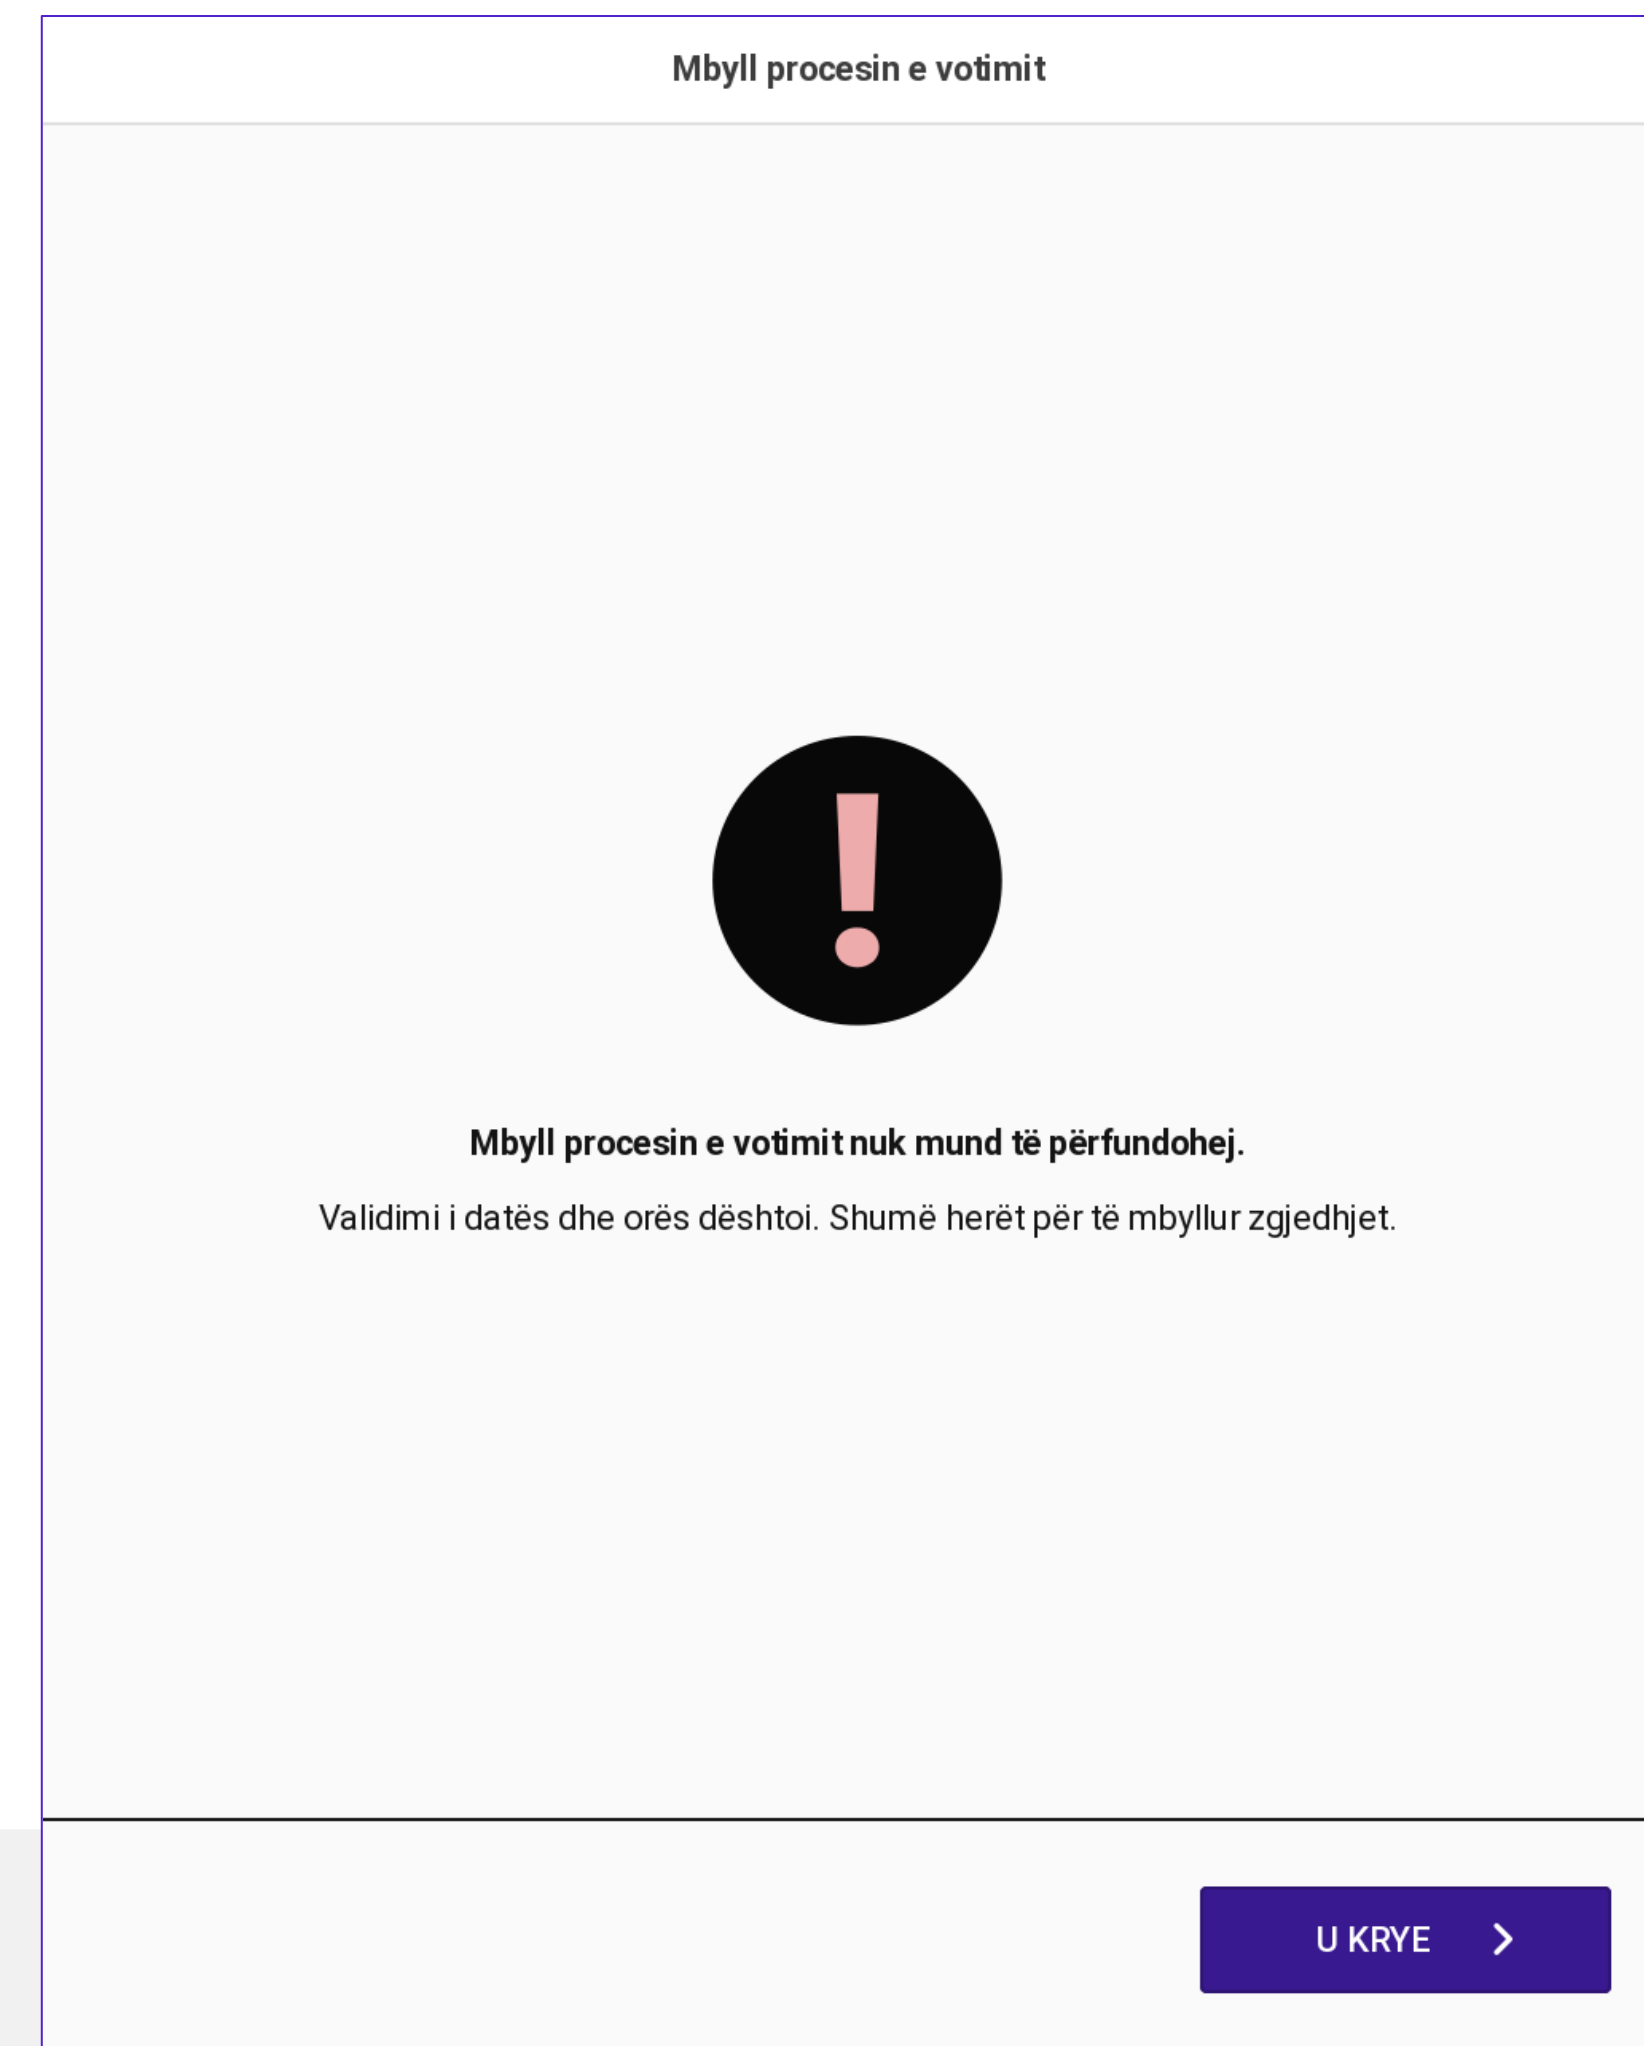 Mbyll procesin e votimit
Mbyll procesin e votimit nuk mund të përfundohej.
Validimi i datës dhe orës dështoi. Shumë herët për të mbyllur zgjedhjet.
U KRYE